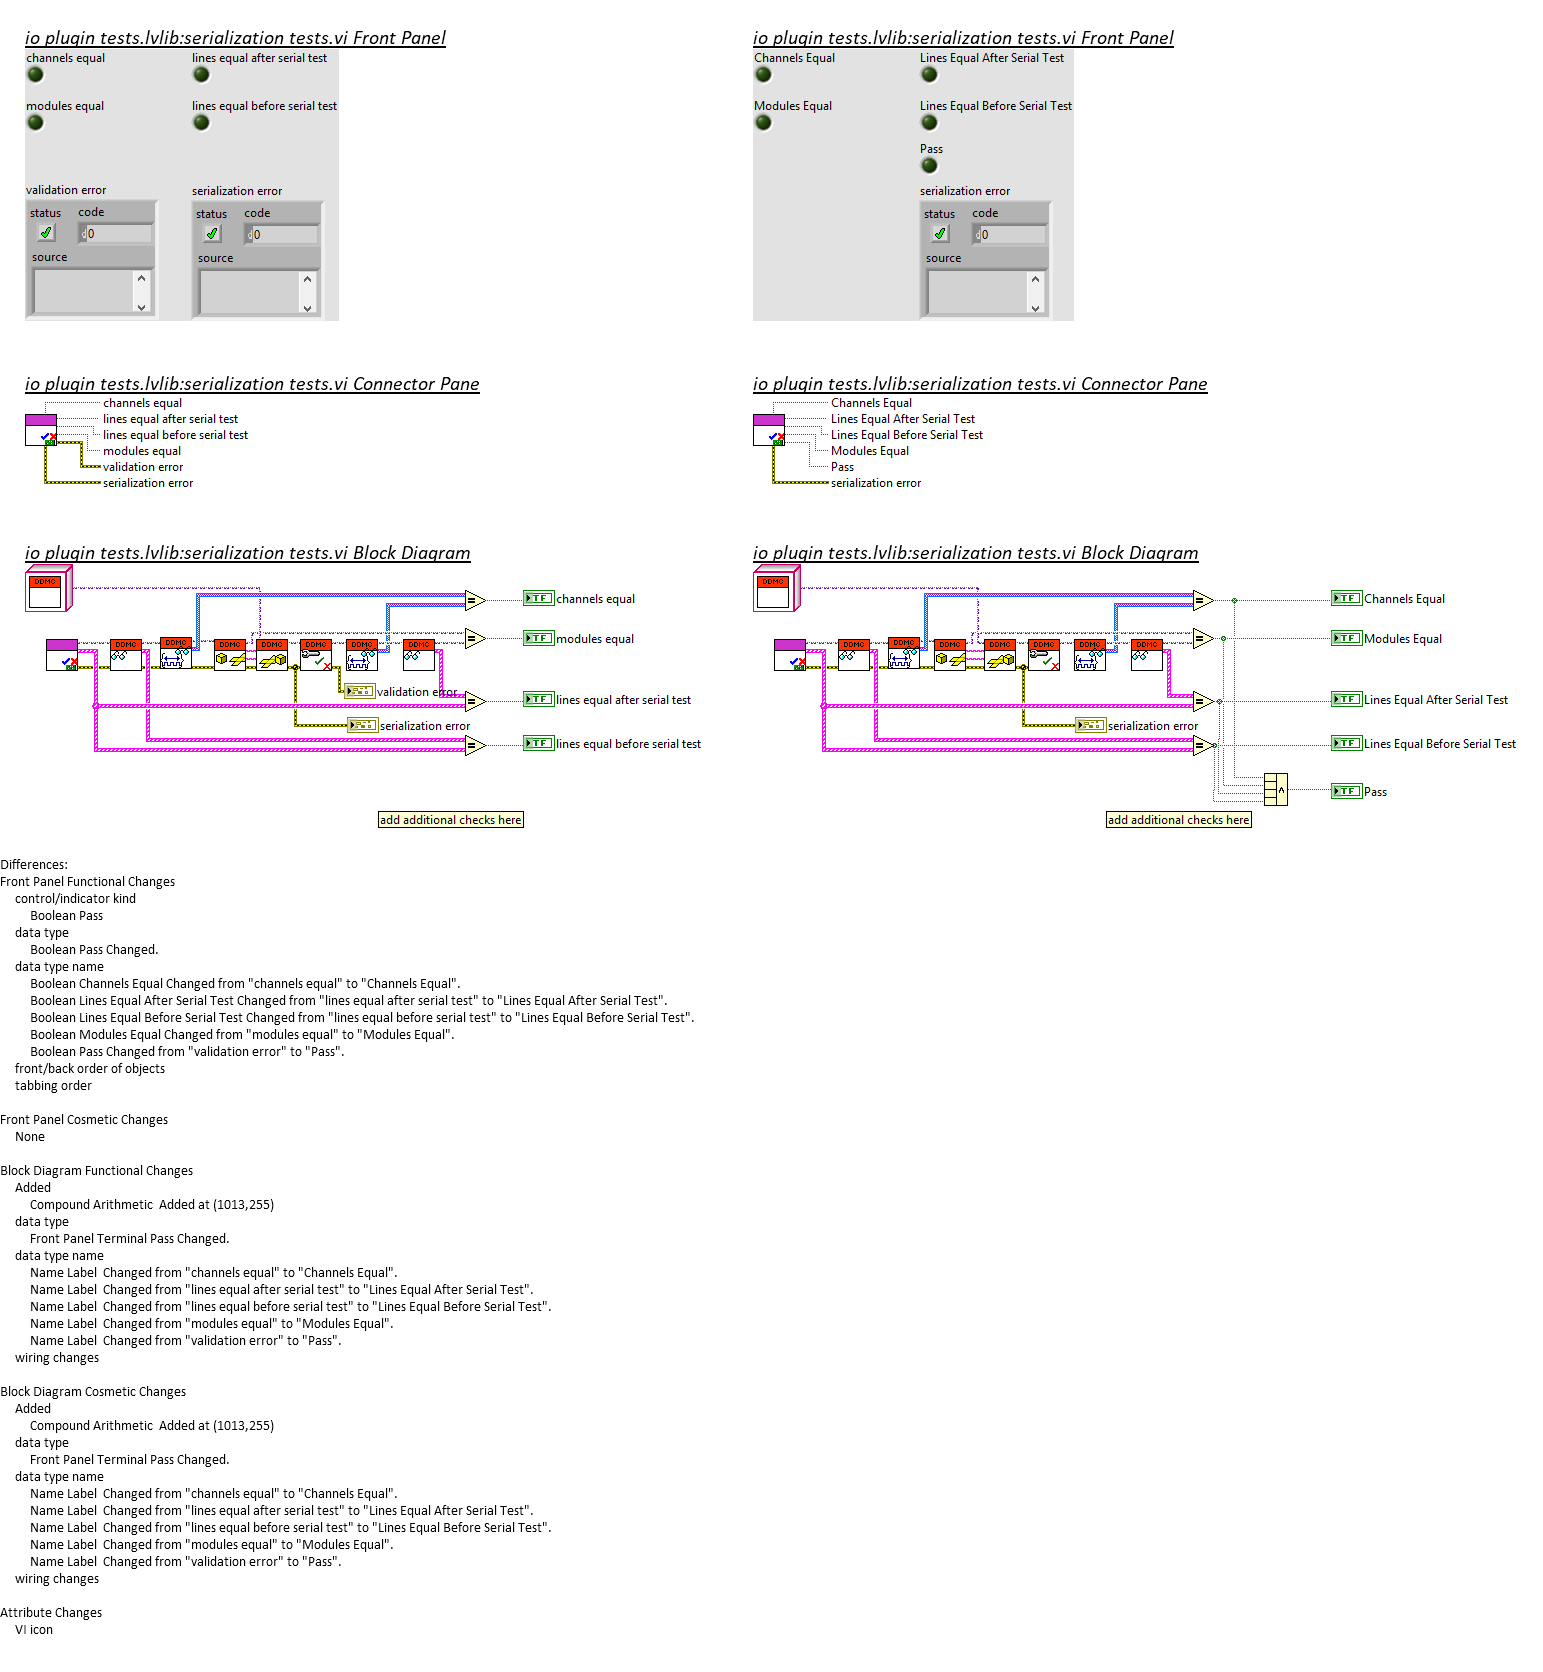 io plugin tests.lvlib:serialization tests.vi Front Panel
channels equal
lines equal after serial test
modules equal
lines equal before serial test
validation error
serialization error
status
code
d 0
source
status
code
d 0
source
io plugin tests.lvlib:serialization tests.vi Front Panel
Channels Equal
Lines Equal After Serial Test
Modules Equal
Lines Equal Before Serial Test
Pass
serialization error
status
code
d 0
source
io plugin tests.lvlib:serialization tests.vi Connector Pane
channels equal
lines equal after serial test
lines equal before serial test
modules equal
validation error
serialization error
io plugin tests.lvlib:serialization tests.vi Connector Pane
Channels Equal
Lines Equal After Serial Test
Lines Equal Before Serial Test
Modules Equal
Pass
serialization error
io plugin tests.lvlib:serialization tests.vi Block Diagram
DDMC
TF channels equal
TF modules equal
DDMC DDMC DDMC DDMC DDMC DDMC DDMC
validation error
TF lines equal after serial test
serialization error
TF lines equal before serial test
add additional checks here
io plugin tests.lvlib:serialization tests.vi Block Diagram
DDMC
TF Channels Equal
TF Modules Equal
DDMC DDMC DDMC DDMC DDMC DDMC DDMC
TF Lines Equal After Serial Test
serialization error
TF Lines Equal Before Serial Test
TF Pass
add additional checks here
Differences:
Front Panel Functional Changes
control/indicator kind
Boolean Pass
data type
Boolean Pass Changed.
data type name
Boolean Channels Equal Changed from "channels equal" to "Channels Equal".
Boolean Lines Equal After Serial Test Changed from "lines equal after serial test" to "Lines Equal After Serial Test".
Boolean Lines Equal Before Serial Test Changed from "lines equal before serial test" to "Lines Equal Before Serial Test".
Boolean Modules Equal Changed from "modules equal" to "Modules Equal".
Boolean Pass Changed from "validation error" to "Pass".
front/back order of objects
tabbing order
Front Panel Cosmetic Changes
None
Block Diagram Functional Changes
Added
Compound Arithmetic  Added at (1013,255)
data type
Front Panel Terminal Pass Changed.
data type name
Name Label  Changed from "channels equal" to "Channels Equal".
Name Label  Changed from "lines equal after serial test" to "Lines Equal After Serial Test".
Name Label  Changed from "lines equal before serial test" to "Lines Equal Before Serial Test".
Name Label  Changed from "modules equal" to "Modules Equal".
Name Label  Changed from "validation error" to "Pass".
wiring changes
Block Diagram Cosmetic Changes
Added
Compound Arithmetic  Added at (1013,255)
data type
Front Panel Terminal Pass Changed.
data type name
Name Label  Changed from "channels equal" to "Channels Equal".
Name Label  Changed from "lines equal after serial test" to "Lines Equal After Serial Test".
Name Label  Changed from "lines equal before serial test" to "Lines Equal Before Serial Test".
Name Label  Changed from "modules equal" to "Modules Equal".
Name Label  Changed from "validation error" to "Pass".
wiring changes
Attribute Changes
VI icon